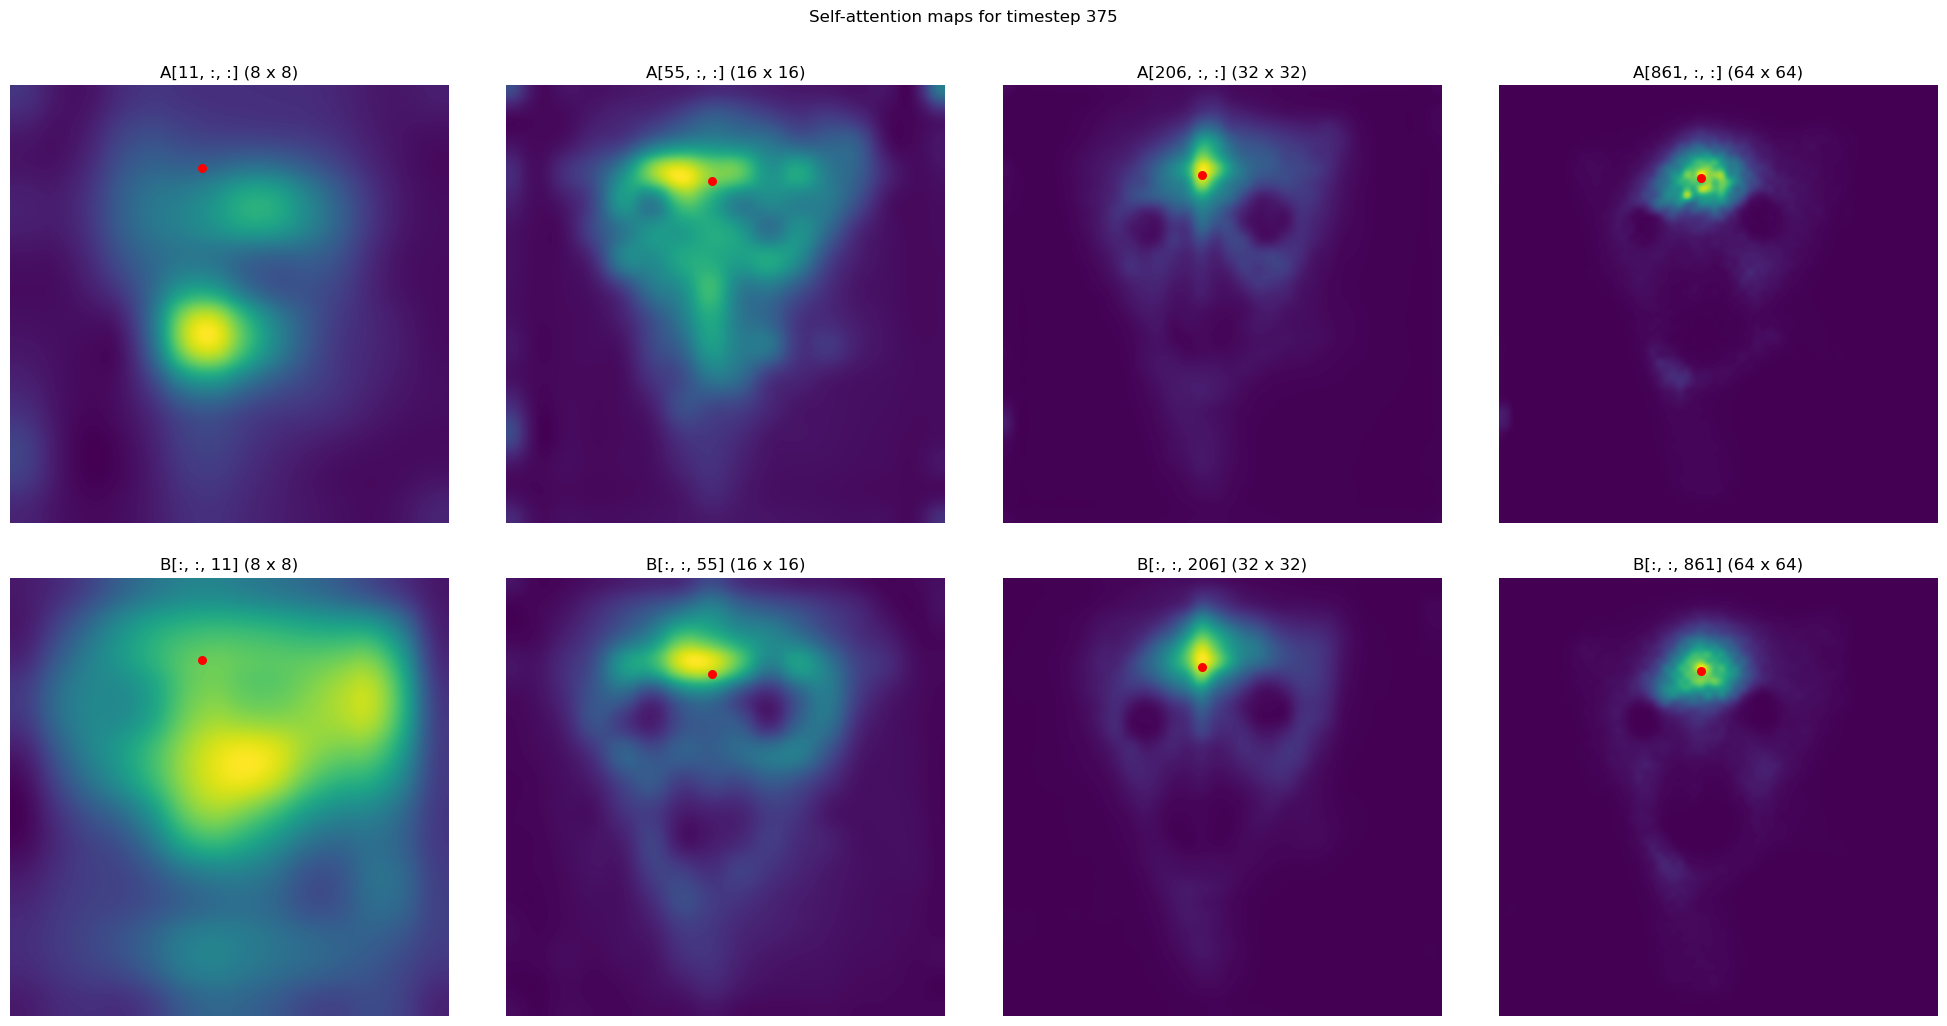 Self-attention maps for timestep 375
A[11, :, :] (8 x 8)
A[55, :, :] (16 x 16)
A[206, :, :] (32 x 32)
A[861, :, :] (64 x 64)
B[:, :, 11] (8 x 8)
B[:, :, 55] (16 x 16)
B[:, :, 206] (32 x 32)
B[:, :, 861] (64 x 64)